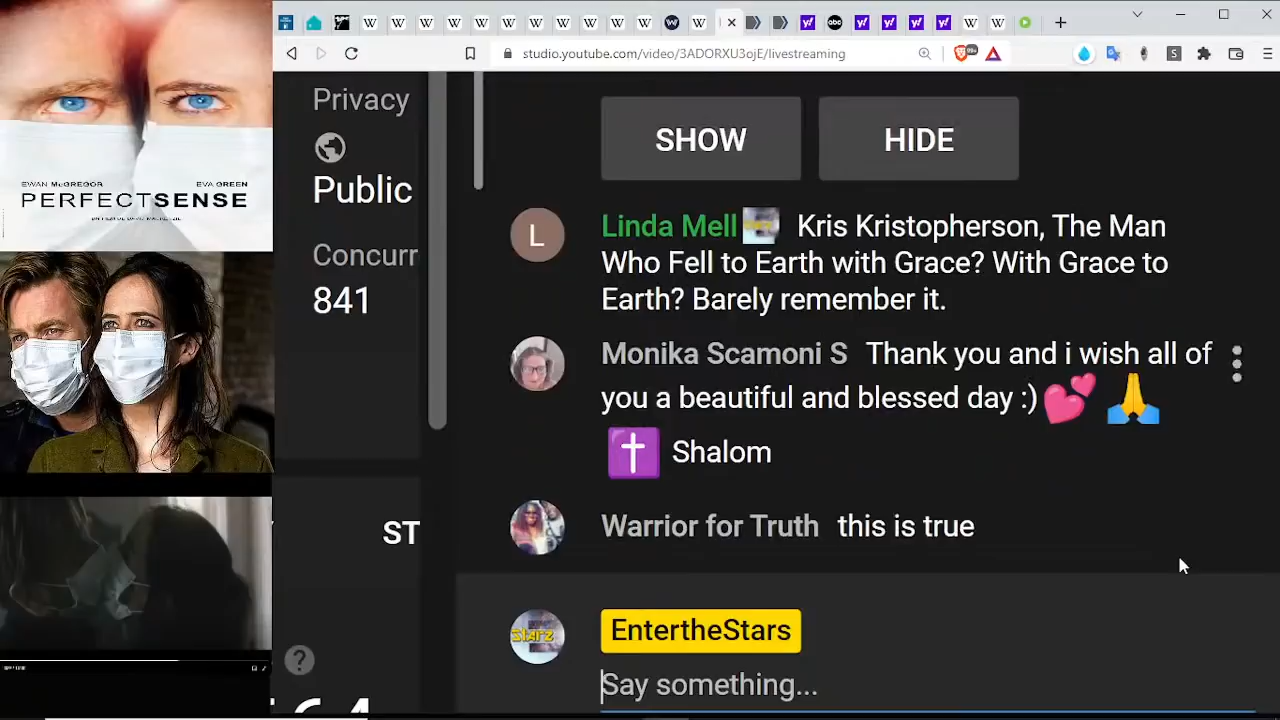 EWAN McGREGOR EVA GREEN
PERFECTSENSE
studio.youtube.com/video/3ADORXU3ojE/livestreaming
Privacy
Public
Concurr
841
ST
SHOW HIDE
L
Linda Mell Kris Kristopherson, The Man
Who Fell to Earth with Grace? With Grace to
Earth? Barely remember it.
Monika Scamoni S Thank you and i wish all of
you a beautiful and blessed day :)
Shalom
Warrior for Truth this is true
Starz
EntertheStars
Say something...